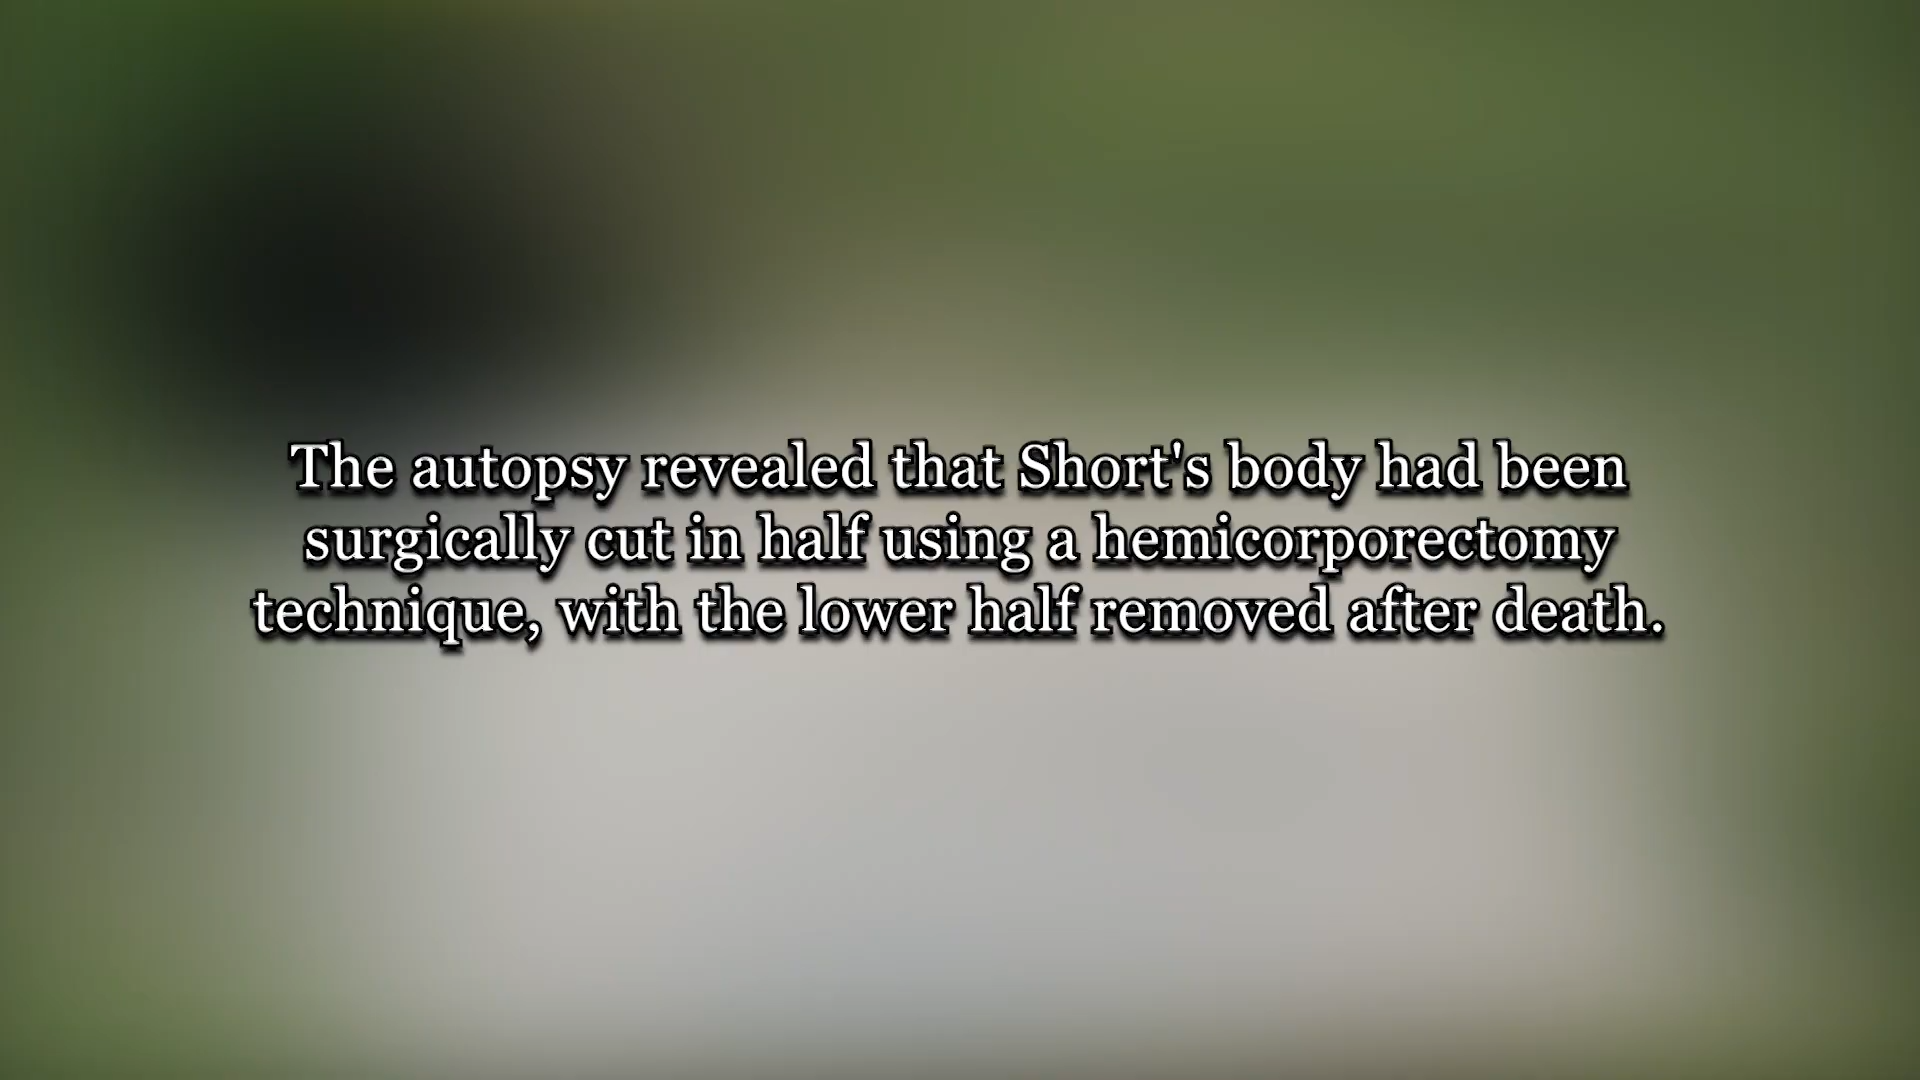 The autopsy revealed that Short's body had been
surgically cut in half using a hemicorporectomy
technique, with the lower half removed after death.